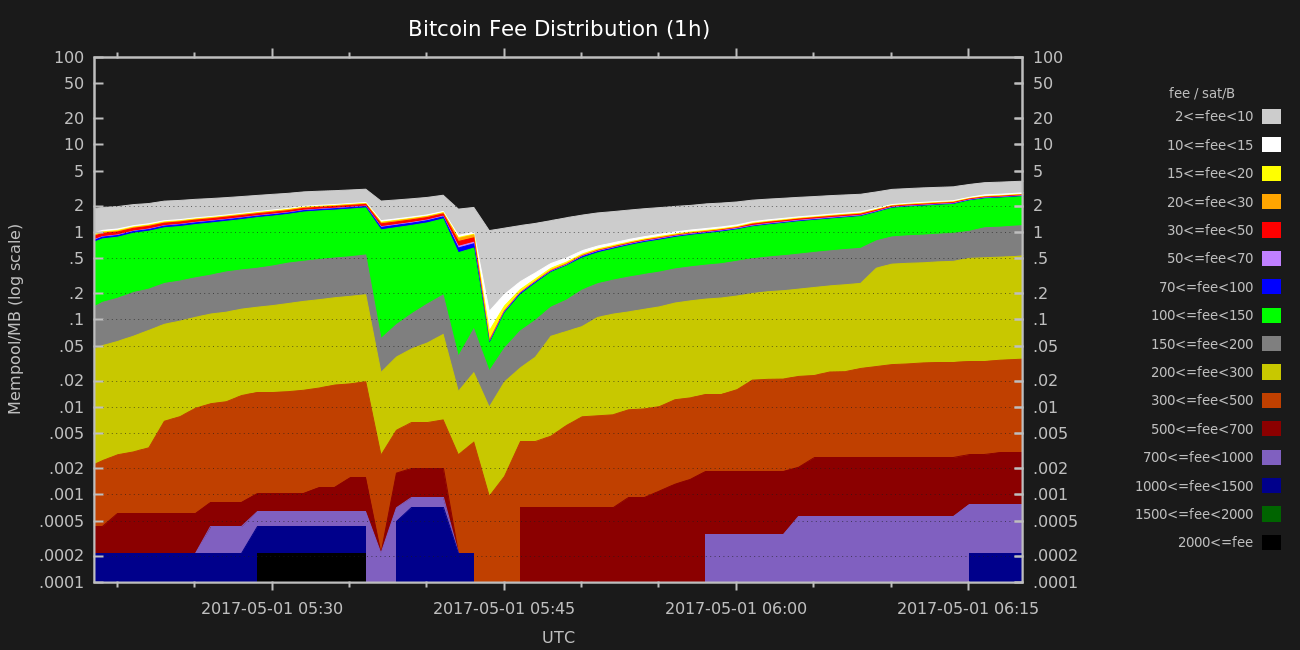 Bitcoin Fee Distribution (1h)
Mempool/MB (log scale)
100
50
20
10
5
2
1
.5
.2
.1
.05
.02
.01
.005
.002
.001
.0005
.0002
.0001
100
50
20
10
5
2
1
.5
.2
.1
.05
.02
.01
.005
.002
.001
.0005
.0002
.0001
2017-05-01 05:30
2017-05-01 05:45
2017-05-01 06:00
2017-05-01 06:15
UTC
fee / sat/B
2<=fee<10
10<=fee<15
15<=fee<20
20<=fee<30
30<=fee<50
50<=fee<70
70<=fee<100
100<=fee<150
150<=fee<200
200<=fee<300
300<=fee<500
500<=fee<700
700<=fee<1000
1000<=fee<1500
1500<=fee<2000
2000<=fee